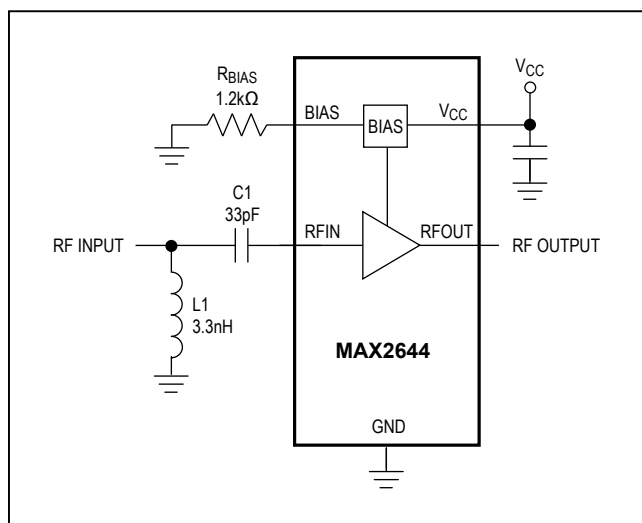 RBIAS
1.2kΩ
VCC
BIAS
BIAS
VCC
C1
33pF
RF INPUT
RFIN
RFOUT
RF OUTPUT
L1
3.3nH
MAX2644
GND